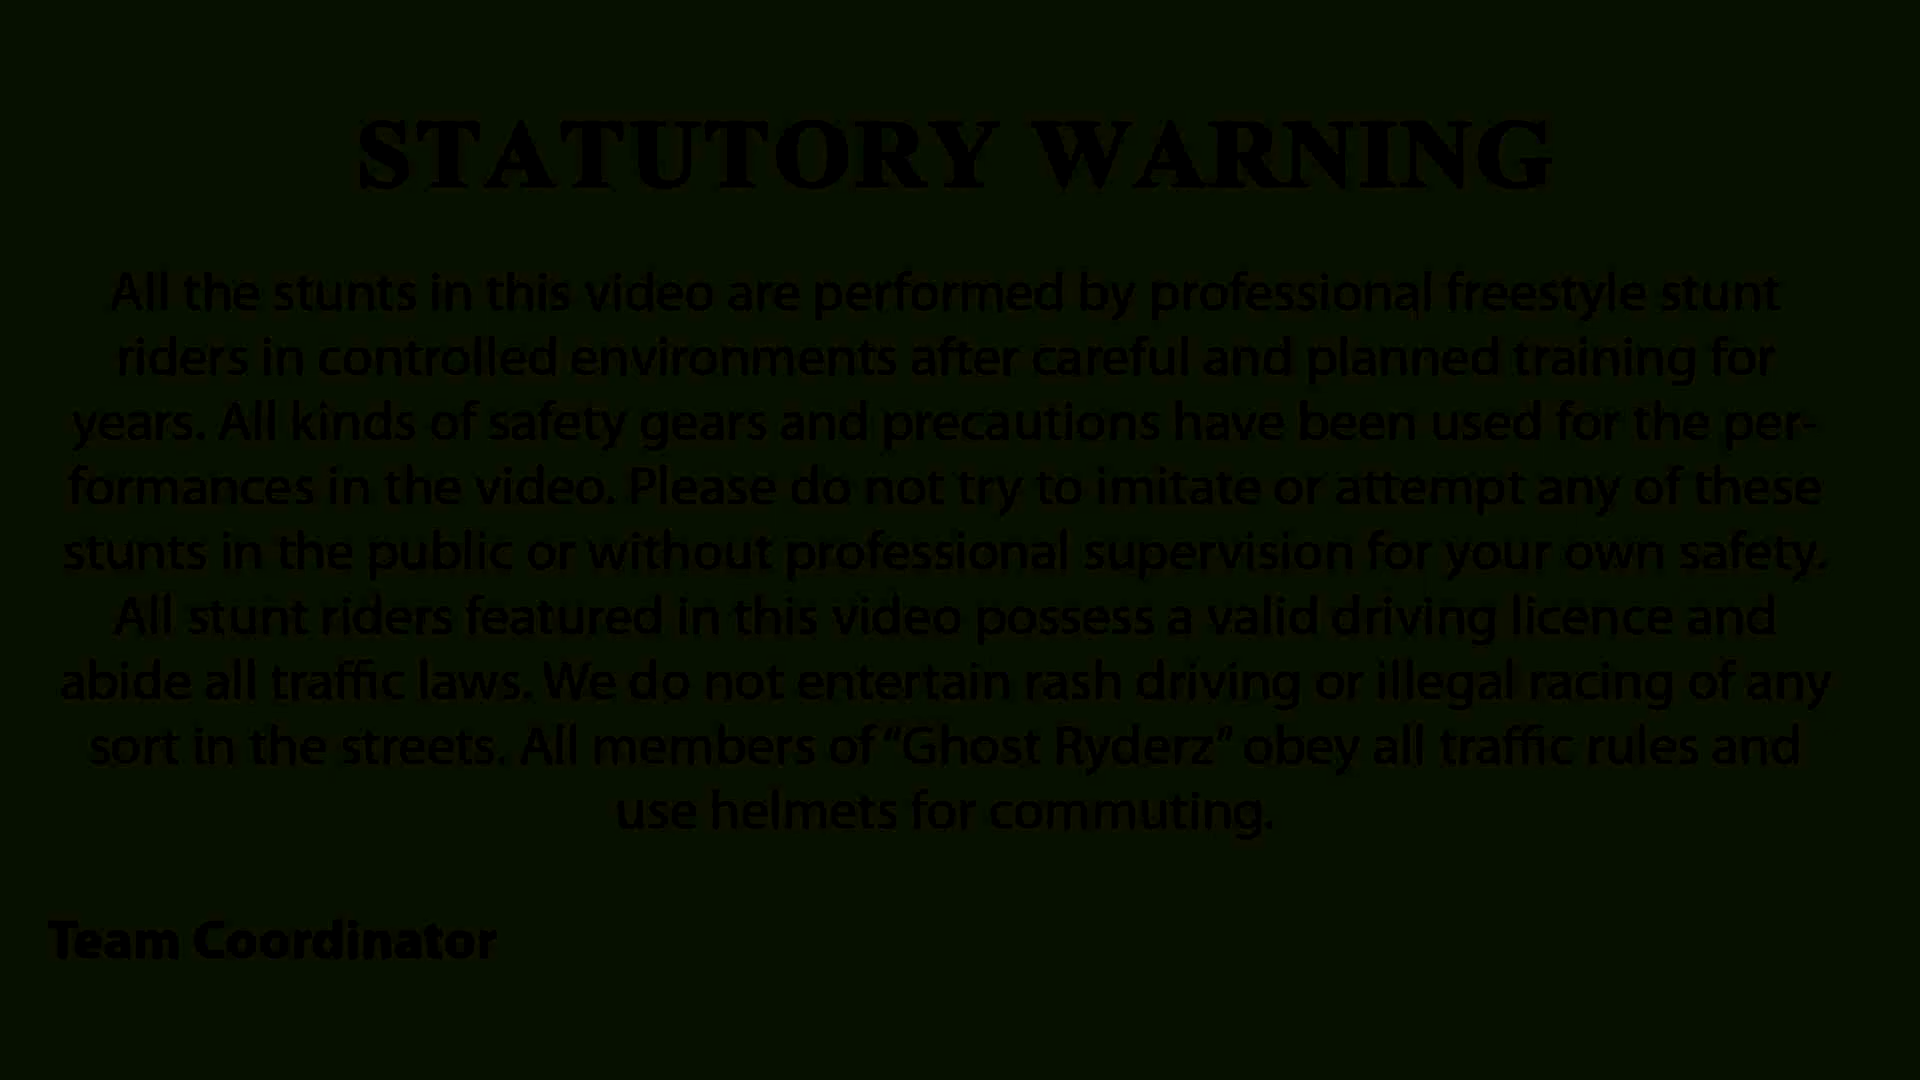 STATUTORY WARNING
All the stunts in this video are performed by professional freestyle stunt
riders in controlled environments after careful and planned training for
years. All kinds of safety gears and precautions have been used for the per-
formances in the video. Please do not try to imitate or attempt any of these
stunts in the public or without professional supervision for your own safety.
All stunt riders featured in this video possess a valid driving licence and
abide all traffic laws. We do not entertain rash driving or illegal racing of any
sort in the streets. All members of “Ghost Ryderz” obey all traffic rules and
use helmets for commuting.
Team Coordinator